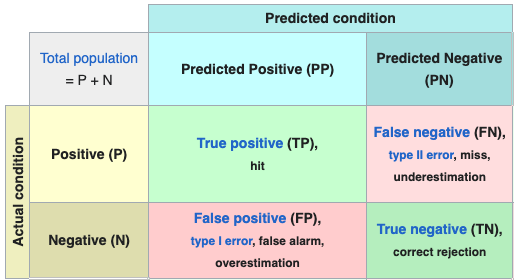 Predicted condition
Total population
= P + N
Predicted Positive (PP)
Predicted Negative
(PN)
Actual condition
Positive (P)
True positive (TP),
hit
False negative (FN),
type II error, miss,
underestimation
Negative (N)
False positive (FP),
type I error, false alarm,
overestimation
True negative (TN),
correct rejection